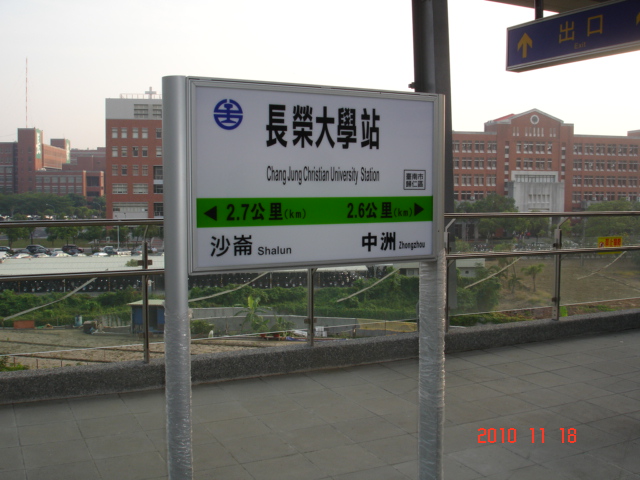 出口
Exit
長榮大學站
Chang Jung Christian University Station
臺南市
歸仁區
2.7公里(km) 2.6公里(km)
沙崙 Shalun 中洲 Zhongzhou
2010 11 18